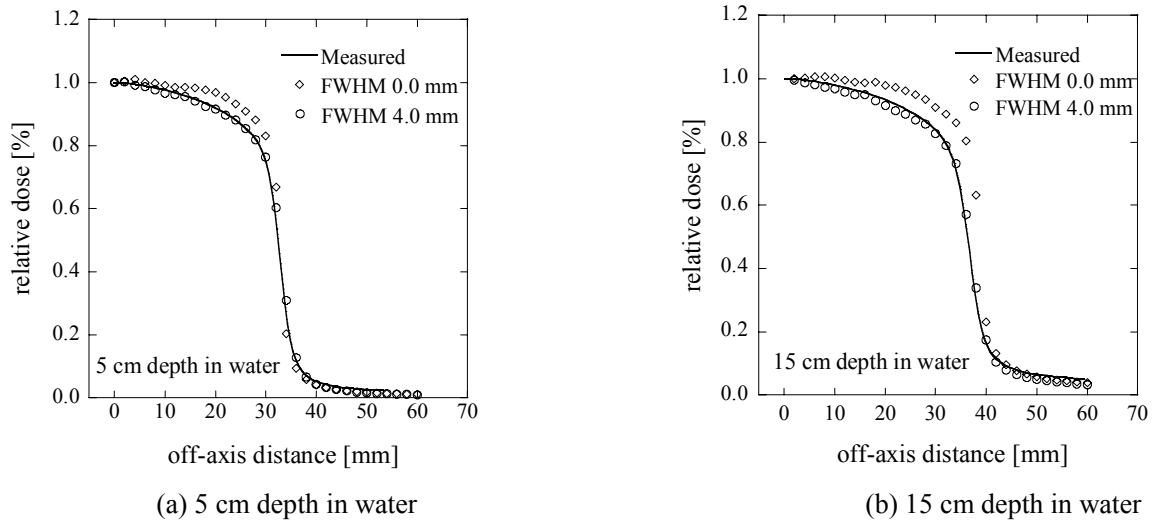 1.2
1.0
0.8
0.6
0.4
0.2
0.0
relative dose [%]
Measured
FWHM 0.0 mm
FWHM 4.0 mm
5 cm depth in water
0 10 20 30 40 50 60 70
off-axis distance [mm]
(a) 5 cm depth in water
1.2
1.0
0.8
0.6
0.4
0.2
0.0
relative dose [%]
Measured
FWHM 0.0 mm
FWHM 4.0 mm
15 cm depth in water
0 10 20 30 40 50 60 70
off-axis distance [mm]
(b) 15 cm depth in water